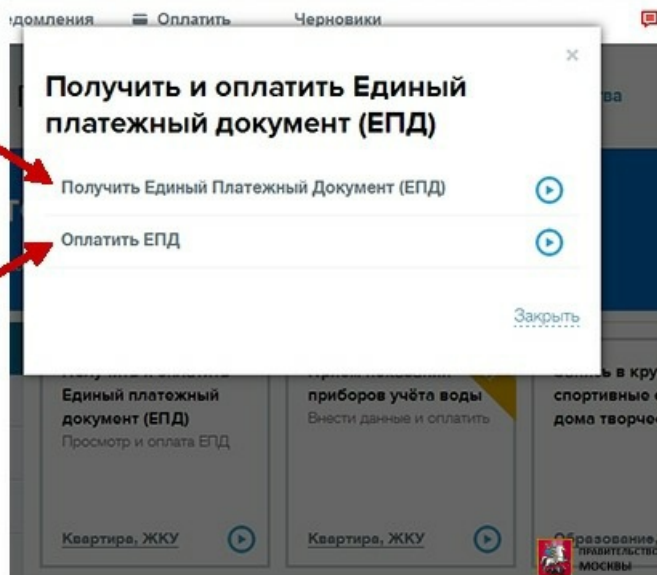 Оплатить
Черновики
Получить и оплатить Единый
платежный документ (ЕПД)
Получить Единый Платежный Документ (ЕПД)
Оплатить ЕПД
Закрыть
Единый платежный
документ (ЕПД)
Просмотр и оплата ЕПД
Квартира, ЖКУ
приборов учёта воды
Внести данные и оплатить
Квартира, ЖКУ
в кру
спортивные
дома творчес
Образование,
ПРАВИТЕЛЬСТВО
МОСКВЫ